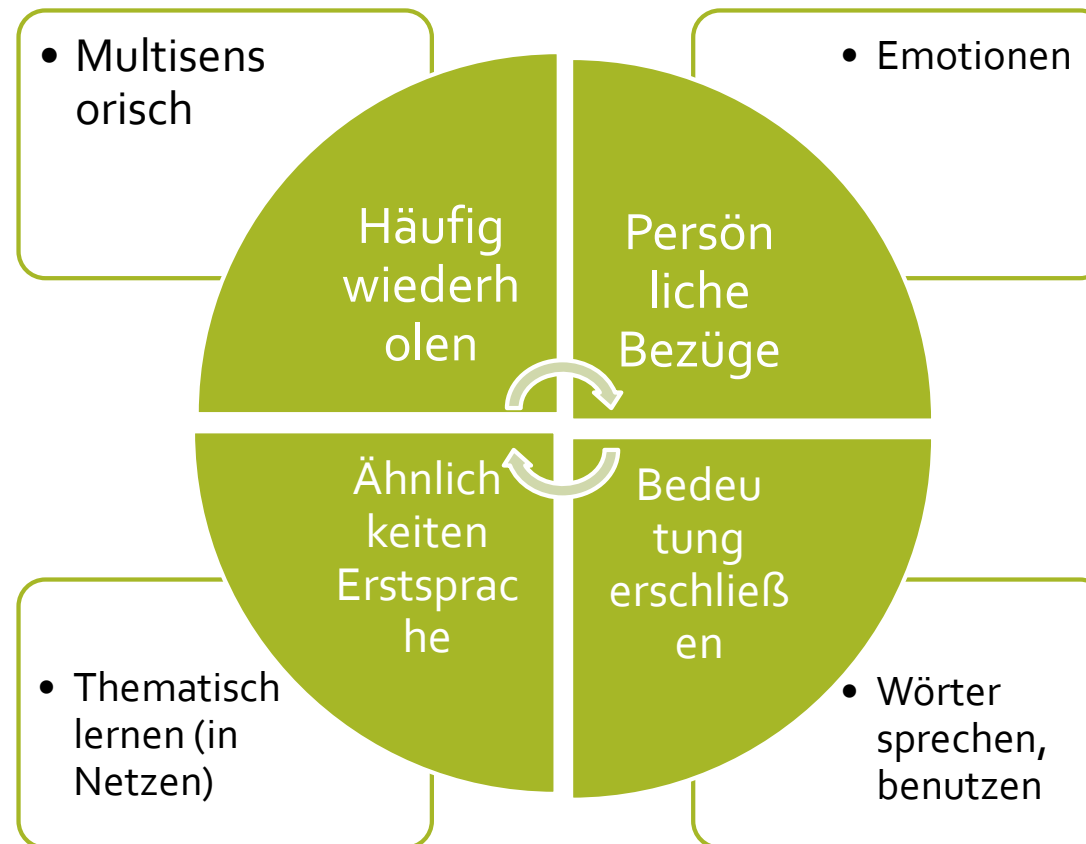 • Multisens
orisch
• Emotionen
Häufig
wiederh
olen
Persön
liche
Bezüge
Ähnlich
keiten
Erstsprac
he
Bedeu
tung
erschließ
en
• Thematisch
lernen (in
Netzen)
• Wörter
sprechen,
benutzen